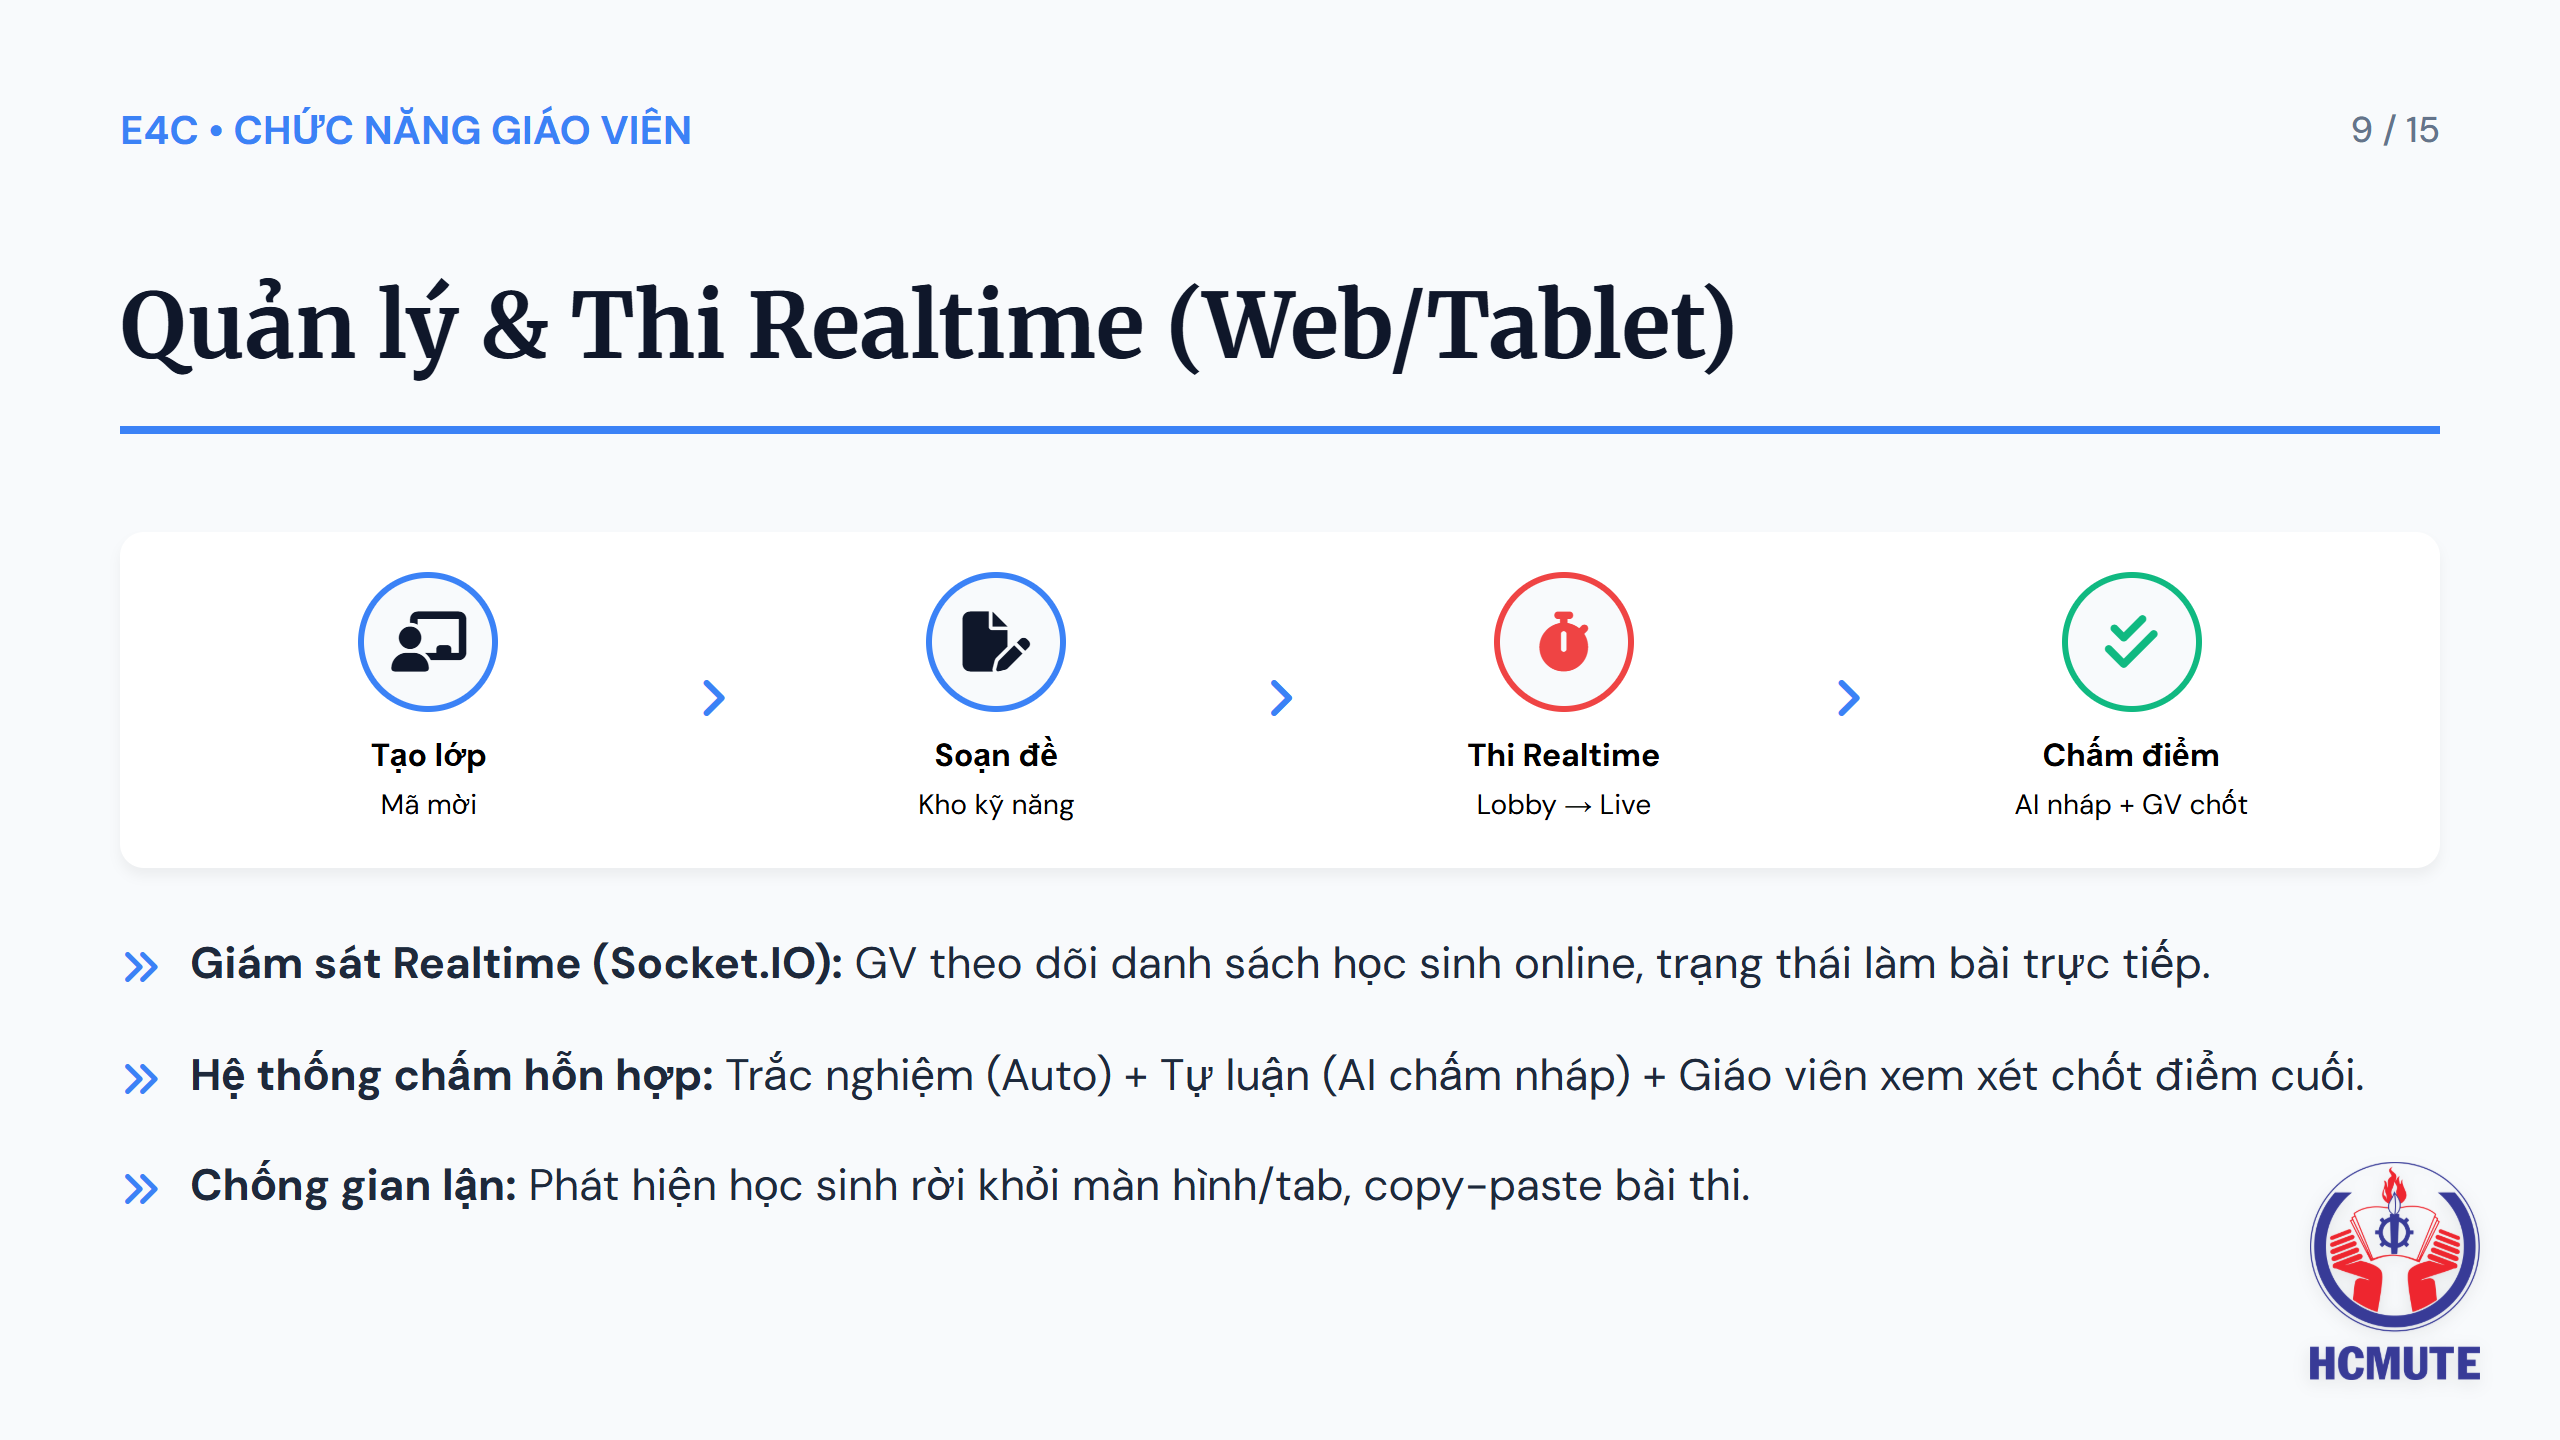 E4C • CHỨC NĂNG GIÁO VIÊN
9 / 15
Quản lý & Thi Realtime (Web/Tablet)
Tạo lớp
Mã mời
Soạn đề
Kho kỹ năng
Thi Realtime
Lobby → Live
Chấm điểm
AI nháp + GV chốt
Giám sát Realtime (Socket.IO): GV theo dõi danh sách học sinh online, trạng thái làm bài trực tiếp.
Hệ thống chấm hỗn hợp: Trắc nghiệm (Auto) + Tự luận (AI chấm nháp) + Giáo viên xem xét chốt điểm cuối.
Chống gian lận: Phát hiện học sinh rời khỏi màn hình/tab, copy-paste bài thi.
HCMUTE